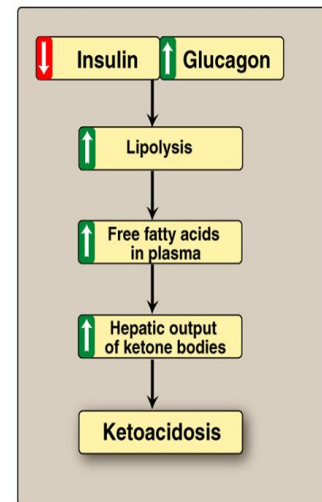 Insulin Glucagon
Lipolysis
Free fatty acids
in plasma
Hepatic output
of ketone bodies
Ketoacidosis